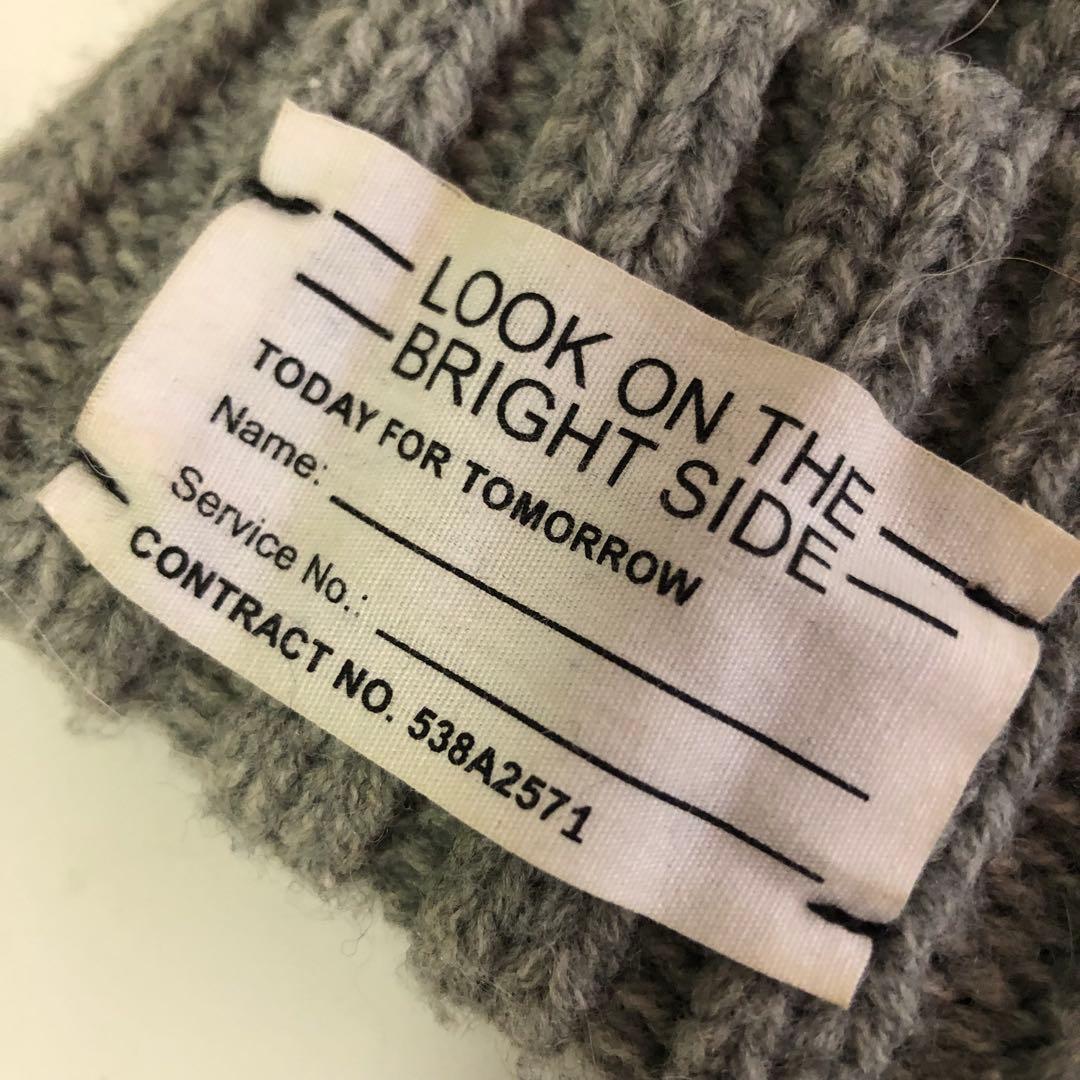 LOOK ON THE
BRIGHT SIDE
TODAY FOR TOMORROW
Name:
Service No.:
CONTRACT NO. 538A2571